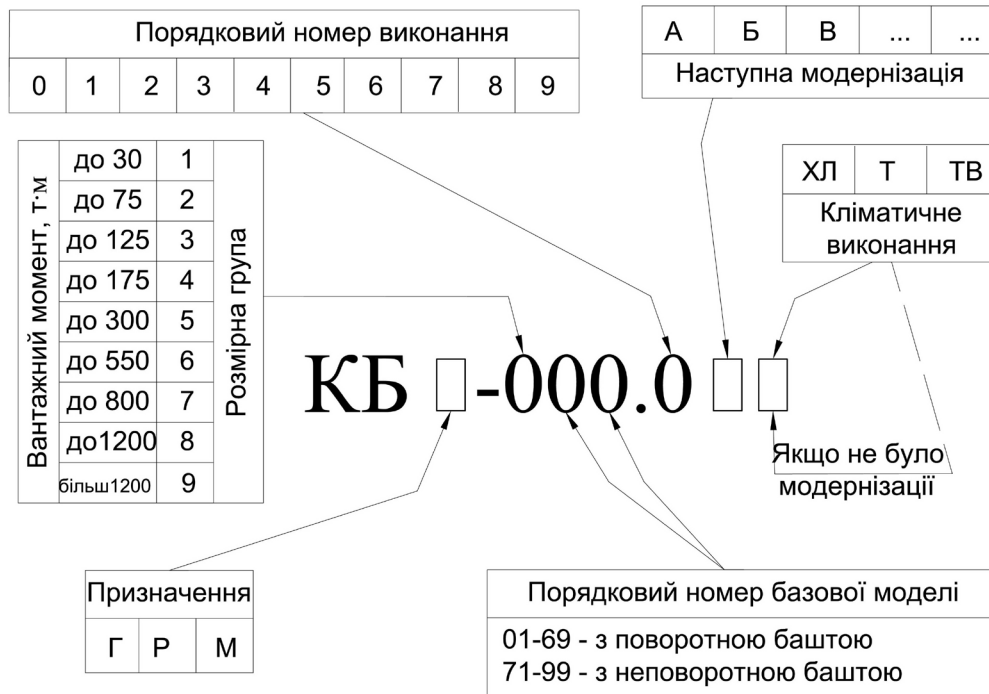 Порядковий номер виконання
0 1 2 3 4 5 6 7 8 9
А Б В ... ...
Наступна модернізація
ХЛ Т ТВ
Кліматичне
виконання
Вантажний момент, т·м
до 30 1
до 75 2
до 125 3
до 175 4
до 300 5
до 550 6
до 800 7
до1200 8
більш1200 9
Розмірна група
КБ -000.0
Якщо не було
модернізації
Призначення
Г Р М
Порядковий номер базової моделі
01-69 - з поворотною баштою
71-99 - з неповоротною баштою